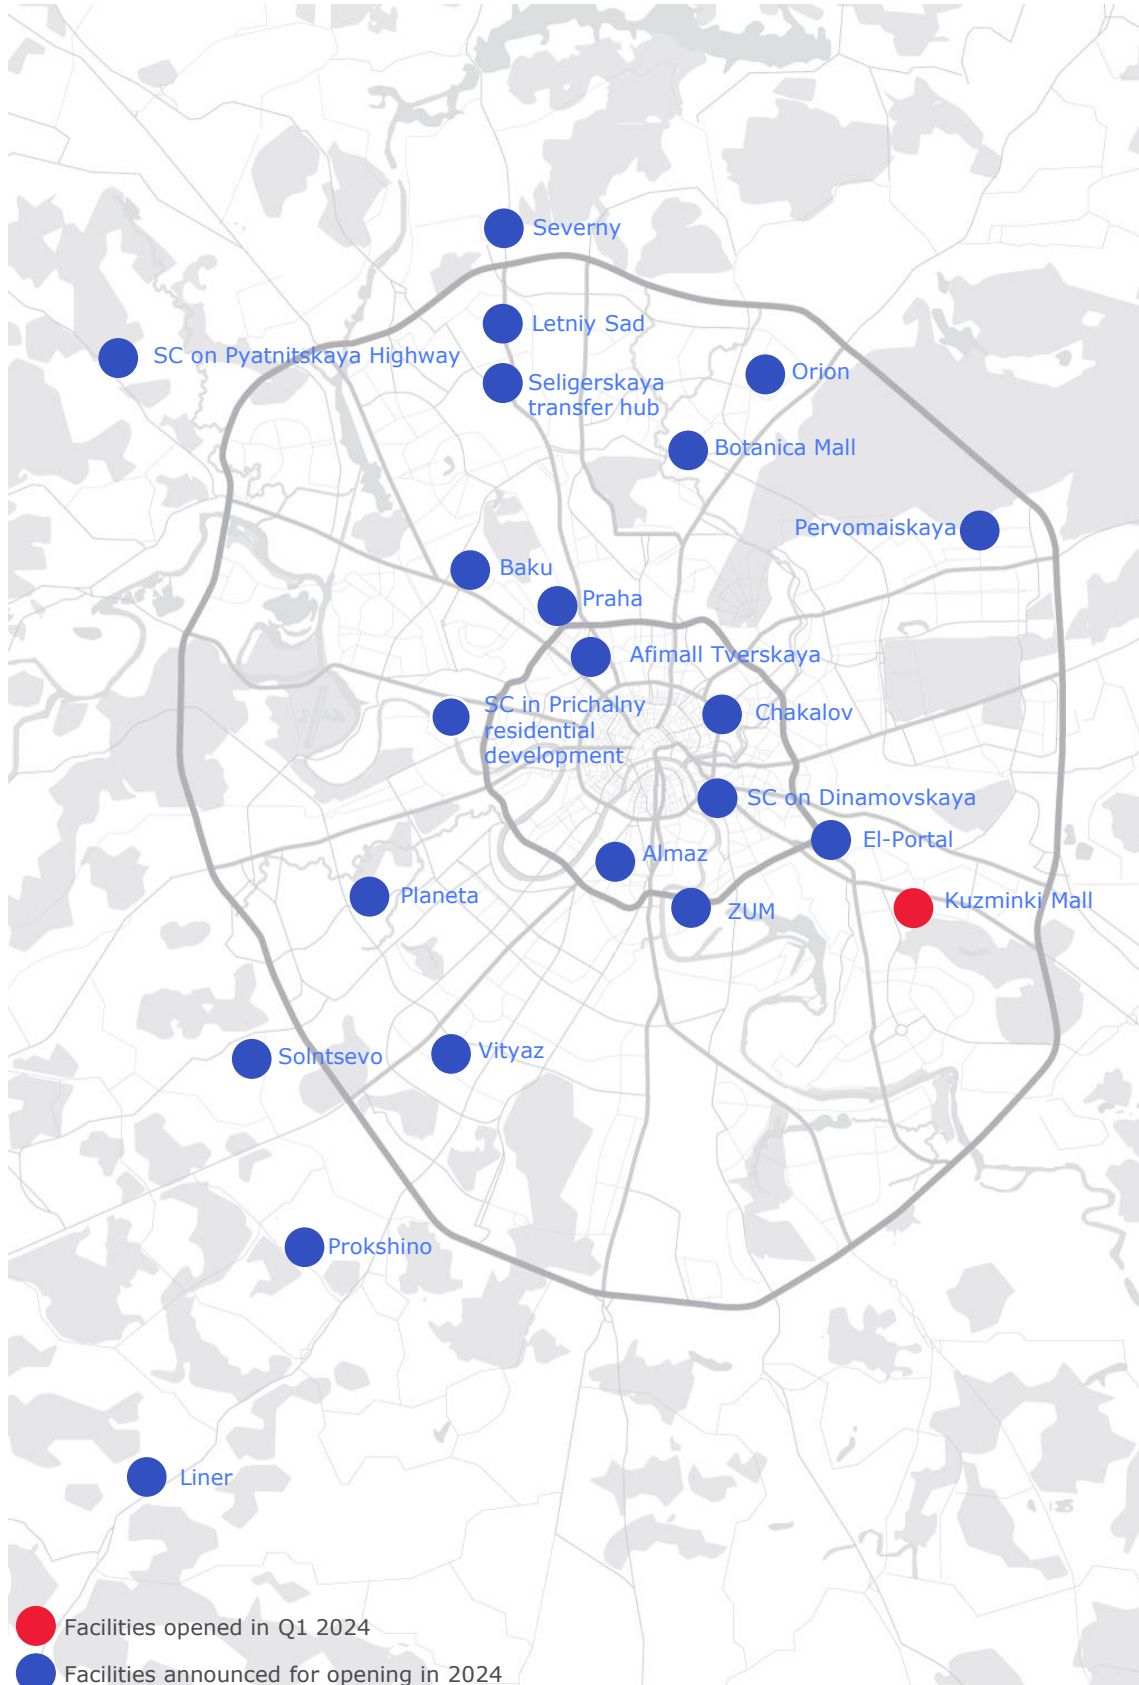 Severny
Letniy Sad
SC on Pyatnitskaya Highway
Seligerskaya
transfer hub
Orion
Botanica Mall
Pervomaiskaya
Baku
Praha
Afimall Tverskaya
SC in Prichalny
residential
development
Chakalov
SC on Dinamovskaya
El-Portal
Almaz
Planeta
Kuzminki Mall
ZUM
Solntsevo
Vityaz
Prokshino
Liner
Facilities opened in Q1 2024
Facilities announced for opening in 2024